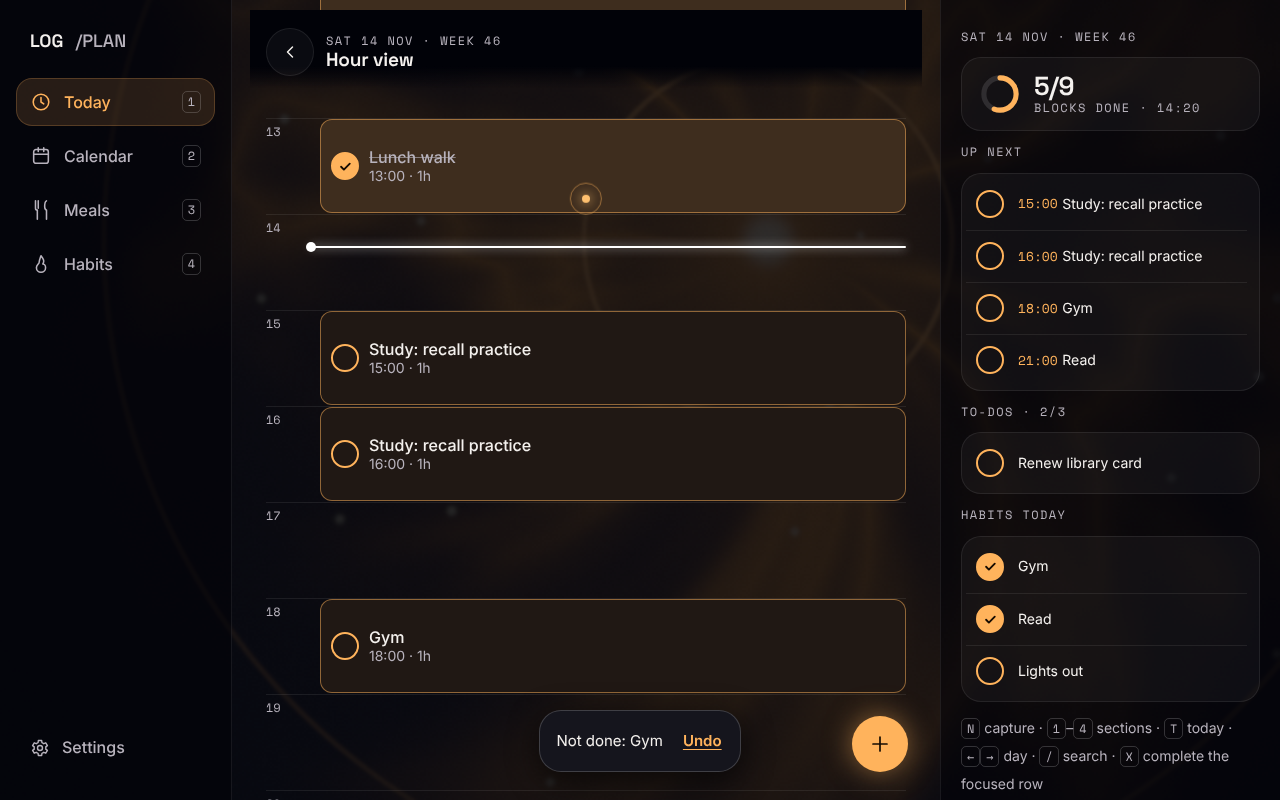 LOG /PLAN
Today 1
Calendar 2
Meals 3
Habits 4
Settings
SAT 14 NOV · WEEK 46
Hour view
13
Lunch walk
13:00 · 1h
14
15
Study: recall practice
15:00 · 1h
16
Study: recall practice
16:00 · 1h
17
18
Gym
18:00 · 1h
19
Not done: Gym Undo
SAT 14 NOV · WEEK 46
5/9
BLOCKS DONE · 14:20
UP NEXT
15:00 Study: recall practice
16:00 Study: recall practice
18:00 Gym
21:00 Read
TO-DOS · 2/3
Renew library card
HABITS TODAY
Gym
Read
Lights out
N capture · 1–4 sections · T today ·
← → day · / search · X complete the
focused row